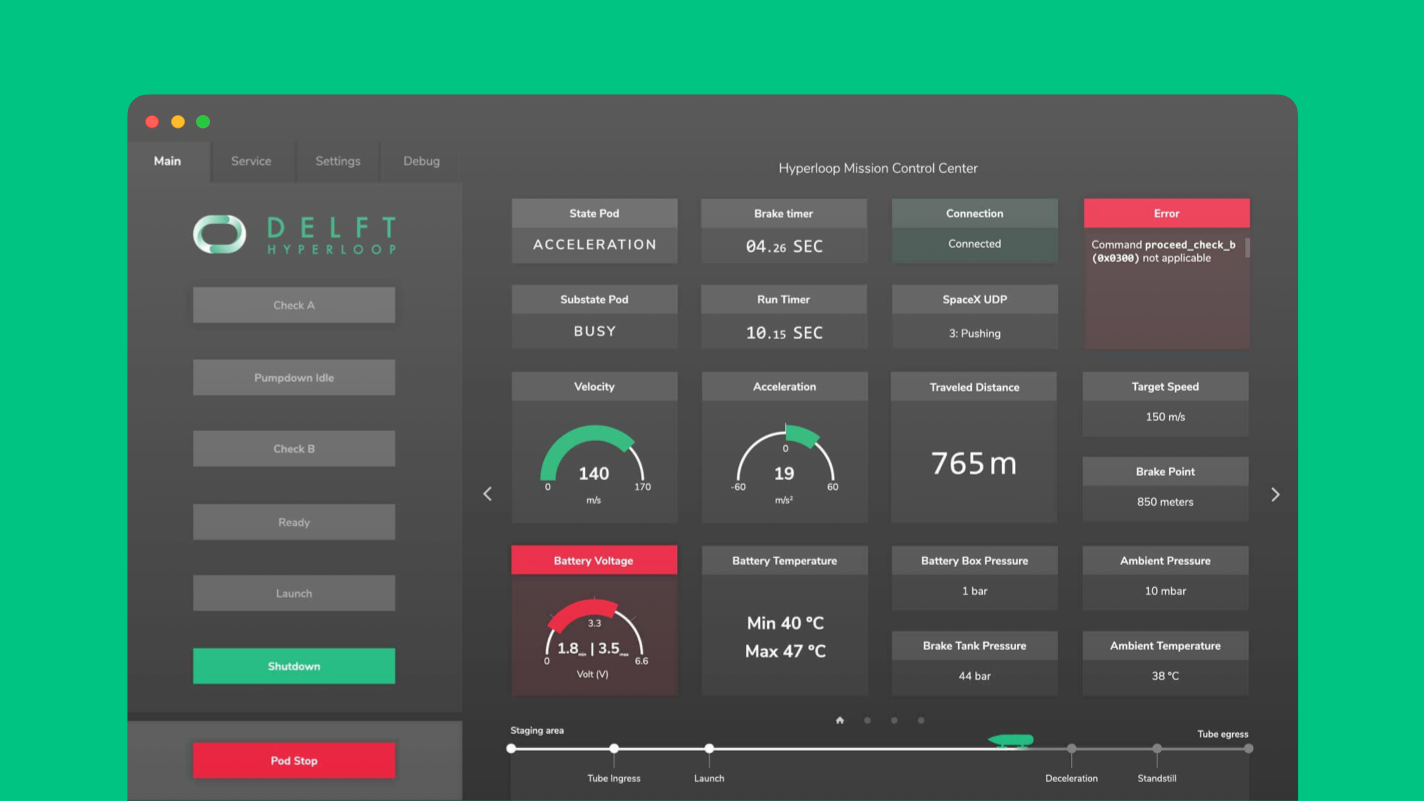 Main
Service
Settings
Debug
DELFT
HYPERLOOP
Check A
Pumpdown Idle
Check B
Ready
Launch
Shutdown
Pod Stop
Hyperloop Mission Control Center
State Pod
ACCELERATION
Brake timer
04.26 SEC
Connection
Connected
Error
Command proceed_check_b
(0x0300) not applicable
Substate Pod
BUSY
Run Timer
10.15 SEC
SpaceX UDP
3: Pushing
Velocity
140
0
170
m/s
Acceleration
0
19
-60
60
m/s²
Traveled Distance
765 m
Target Speed
150 m/s
Brake Point
850 meters
Battery Voltage
3.3
1.8 min | 3.5 max
0
6.6
Volt (V)
Battery Temperature
Min 40 °C
Max 47 °C
Battery Box Pressure
1 bar
Ambient Pressure
10 mbar
Brake Tank Pressure
44 bar
Ambient Temperature
38 °C
Staging area
Tube egress
Tube Ingress
Launch
Deceleration
Standstill